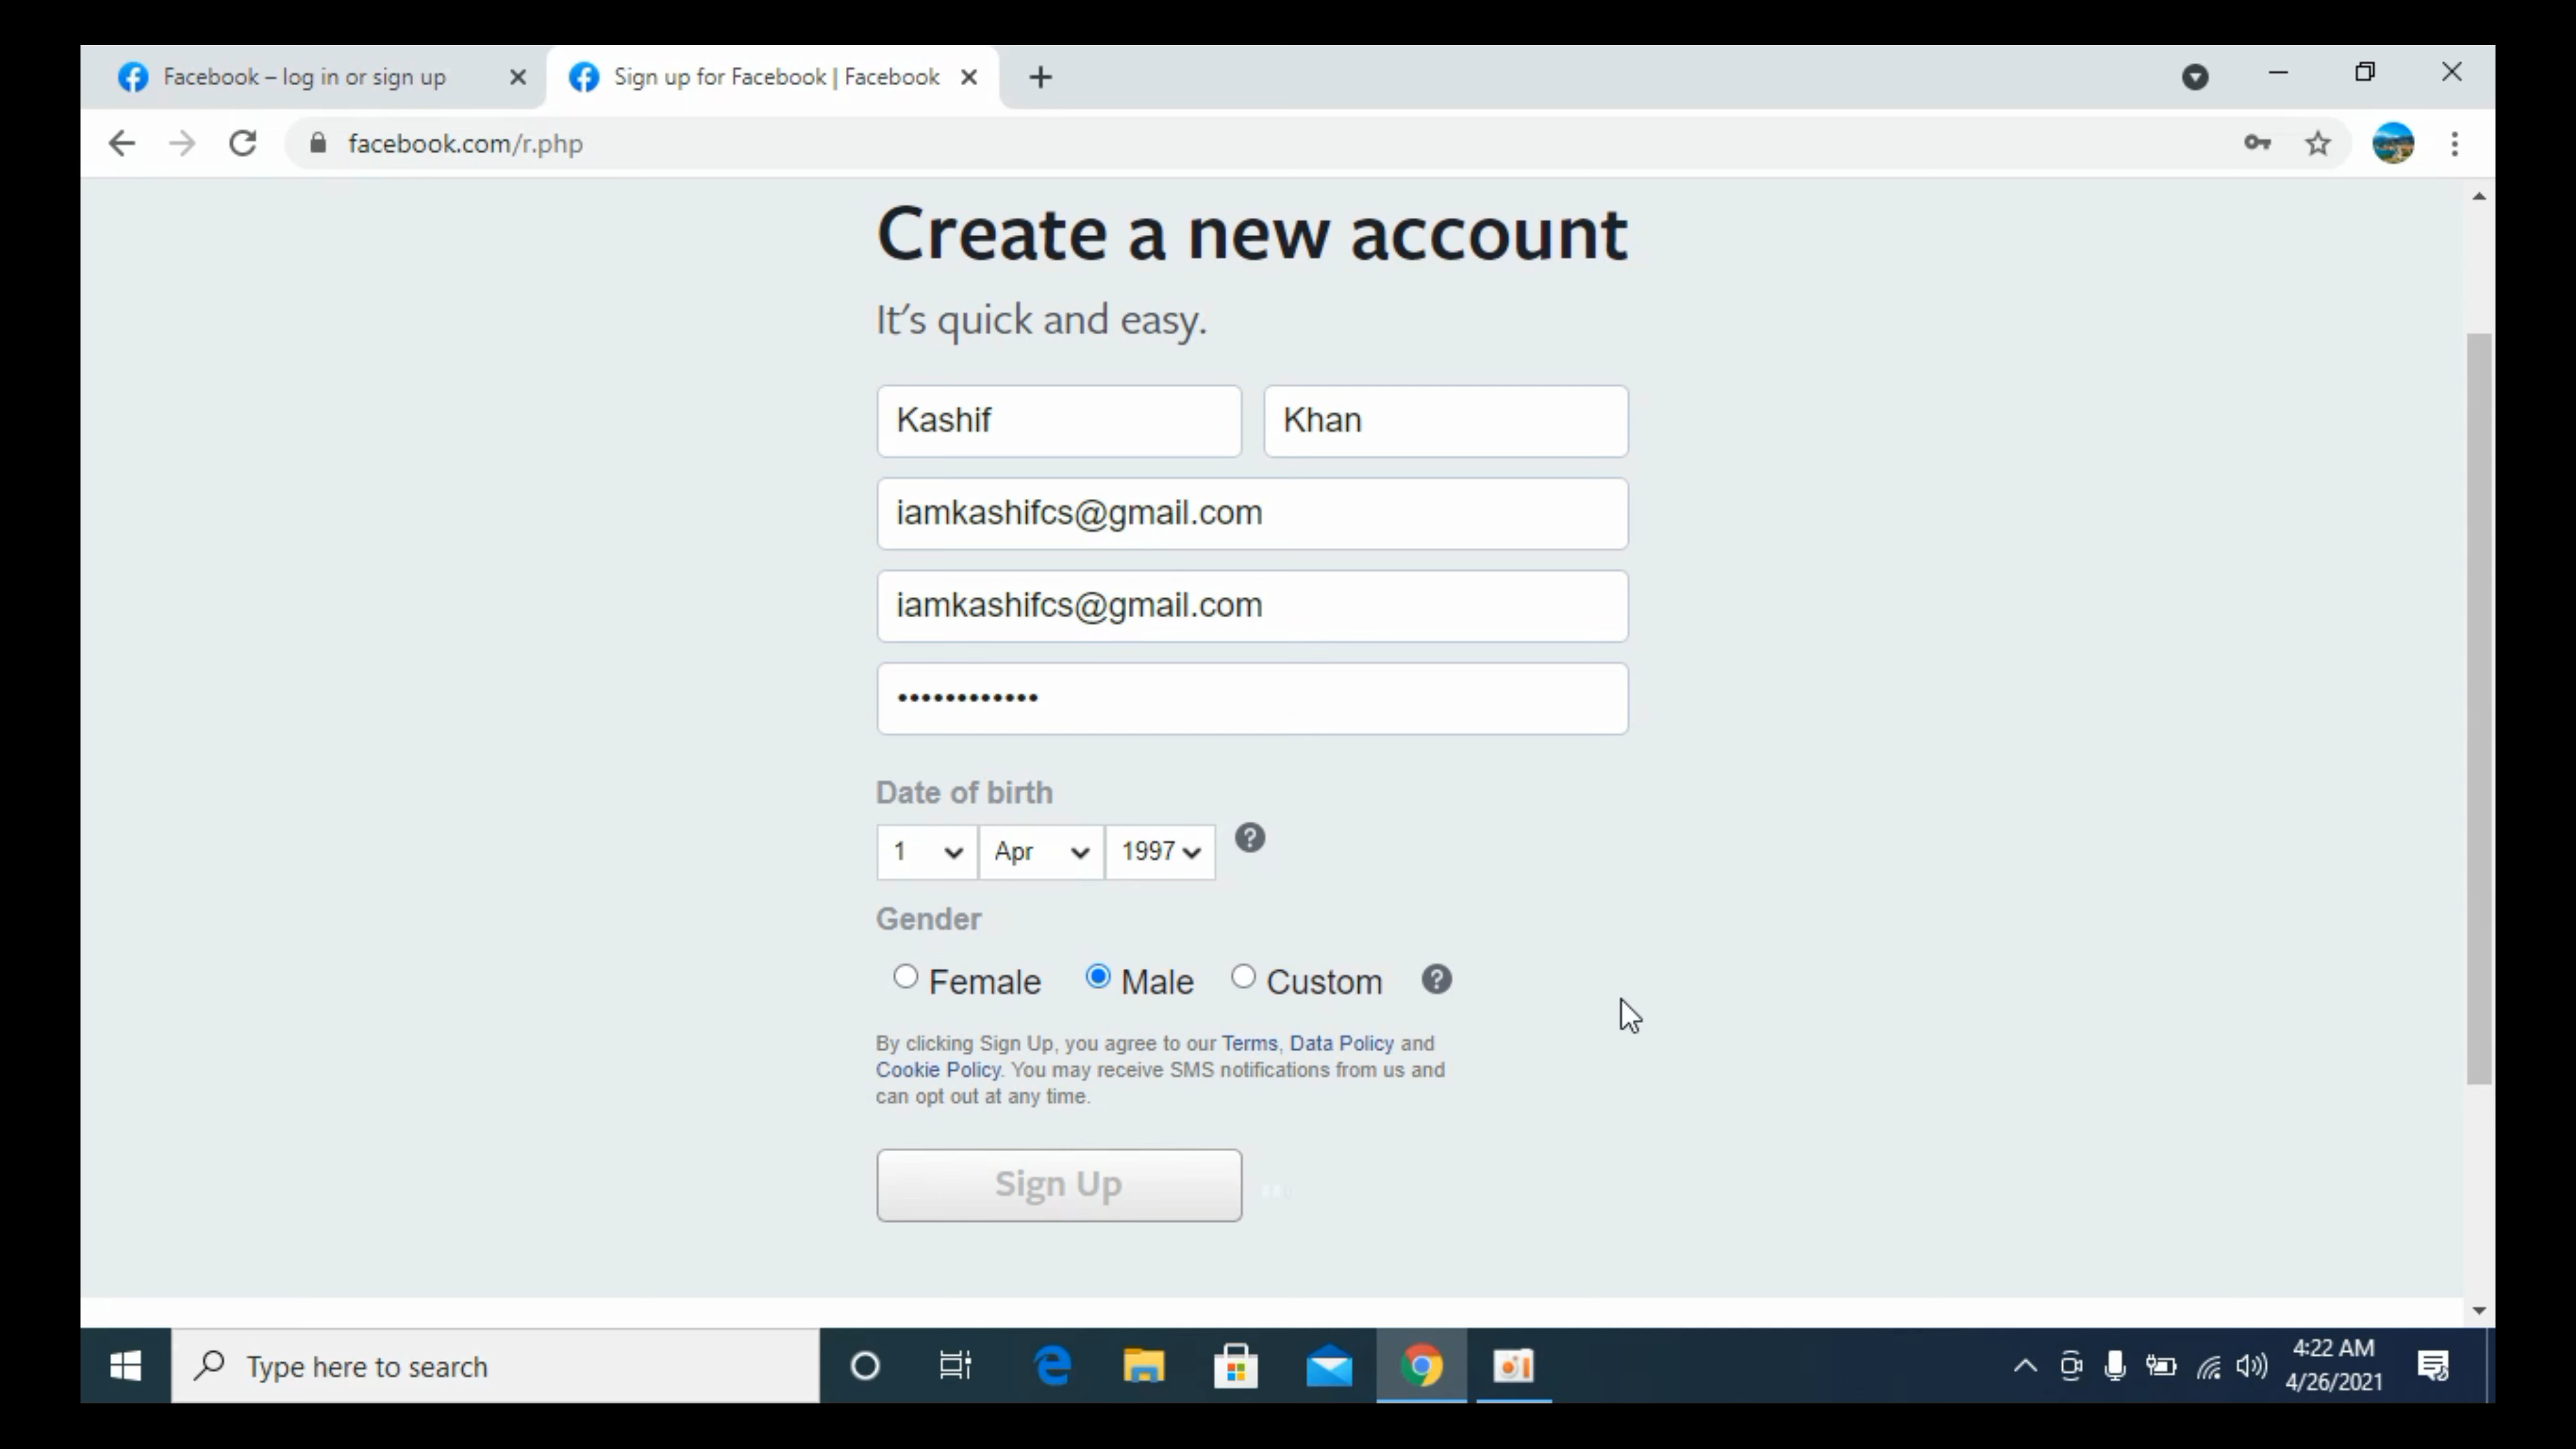 Facebook – log in or sign up
Sign up for Facebook | Facebook
facebook.com/r.php
Create a new account
It's quick and easy.
Kashif Khan
iamkashifcs@gmail.com
iamkashifcs@gmail.com
••••••••••••
Date of birth
1 Apr 1997
Gender
Female Male Custom
By clicking Sign Up, you agree to our Terms, Data Policy and
Cookie Policy. You may receive SMS notifications from us and
can opt out at any time.
Sign Up
Type here to search
4:22 AM
4/26/2021